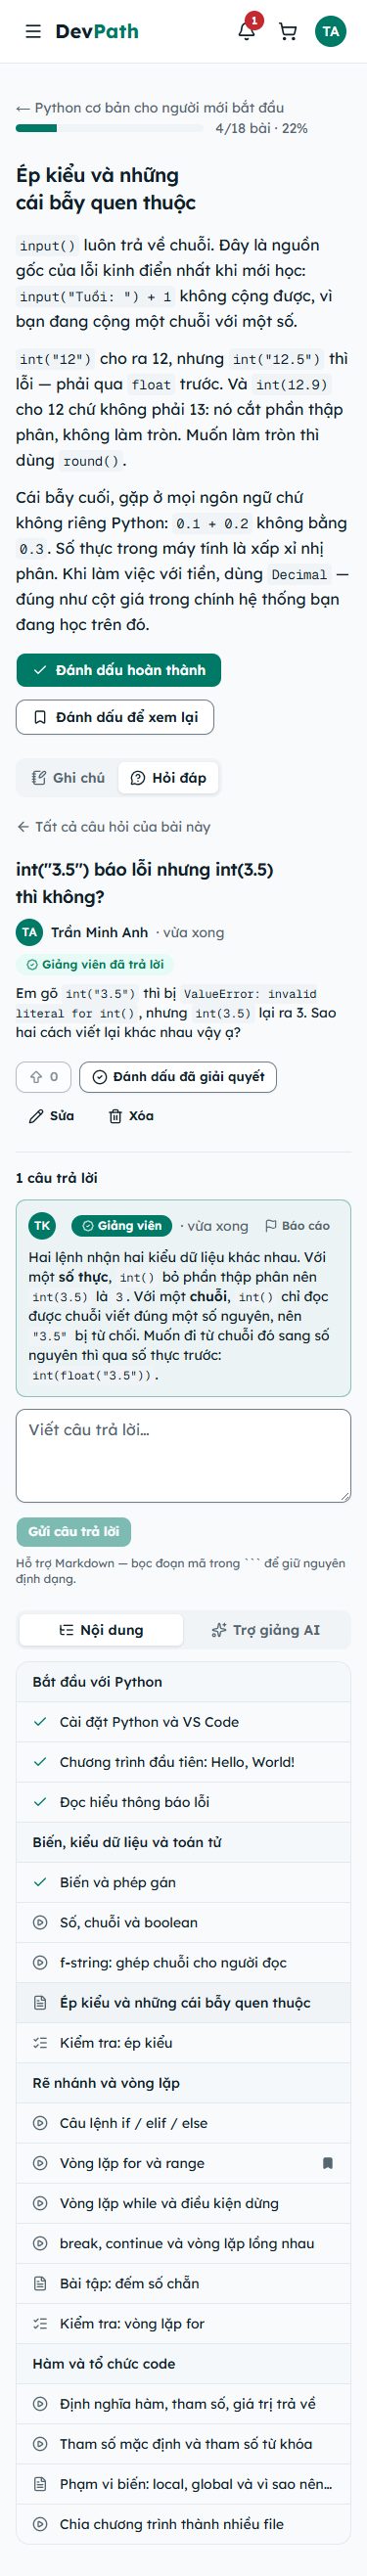 DevPath
1
TA
← Python cơ bản cho người mới bắt đầu
4/18 bài · 22%
Ép kiểu và những
cái bẫy quen thuộc
input() luôn trả về chuỗi. Đây là nguồn
gốc của lỗi kinh điển nhất khi mới học:
input("Tuổi: ") + 1 không cộng được, vì
bạn đang cộng một chuỗi với một số.
int("12") cho ra 12, nhưng int("12.5") thì
lỗi — phải qua float trước. Và int(12.9)
cho 12 chứ không phải 13: nó cắt phần thập
phân, không làm tròn. Muốn làm tròn thì
dùng round().
Cái bẫy cuối, gặp ở mọi ngôn ngữ chứ
không riêng Python: 0.1 + 0.2 không bằng
0.3. Số thực trong máy tính là xấp xỉ nhị
phân. Khi làm việc với tiền, dùng Decimal —
đúng như cột giá trong chính hệ thống bạn
đang học trên đó.
Đánh dấu hoàn thành
Đánh dấu để xem lại
Ghi chú
Hỏi đáp
← Tất cả câu hỏi của bài này
int("3.5") báo lỗi nhưng int(3.5)
thì không?
TA Trần Minh Anh · vừa xong
Giảng viên đã trả lời
Em gõ int("3.5") thì bị ValueError: invalid
literal for int(), nhưng int(3.5) lại ra 3. Sao
hai cách viết lại khác nhau vậy ạ?
0
Đánh dấu đã giải quyết
Sửa
Xóa
1 câu trả lời
TK Giảng viên · vừa xong Báo cáo
Hai lệnh nhận hai kiểu dữ liệu khác nhau. Với
một số thực, int() bỏ phần thập phân nên
int(3.5) là 3. Với một chuỗi, int() chỉ đọc
được chuỗi viết đúng một số nguyên, nên
"3.5" bị từ chối. Muốn đi từ chuỗi đó sang số
nguyên thì qua số thực trước:
int(float("3.5")).
Viết câu trả lời...
Gửi câu trả lời
Hỗ trợ Markdown — bọc đoạn mã trong ``` để giữ nguyên
định dạng.
Nội dung
Trợ giảng AI
Bắt đầu với Python
Cài đặt Python và VS Code
Chương trình đầu tiên: Hello, World!
Đọc hiểu thông báo lỗi
Biến, kiểu dữ liệu và toán tử
Biến và phép gán
Số, chuỗi và boolean
f-string: ghép chuỗi cho người đọc
Ép kiểu và những cái bẫy quen thuộc
Kiểm tra: ép kiểu
Rẽ nhánh và vòng lặp
Câu lệnh if / elif / else
Vòng lặp for và range
Vòng lặp while và điều kiện dừng
break, continue và vòng lặp lồng nhau
Bài tập: đếm số chẵn
Kiểm tra: vòng lặp for
Hàm và tổ chức code
Định nghĩa hàm, tham số, giá trị trả về
Tham số mặc định và tham số từ khóa
Phạm vi biến: local, global và vì sao nên...
Chia chương trình thành nhiều file